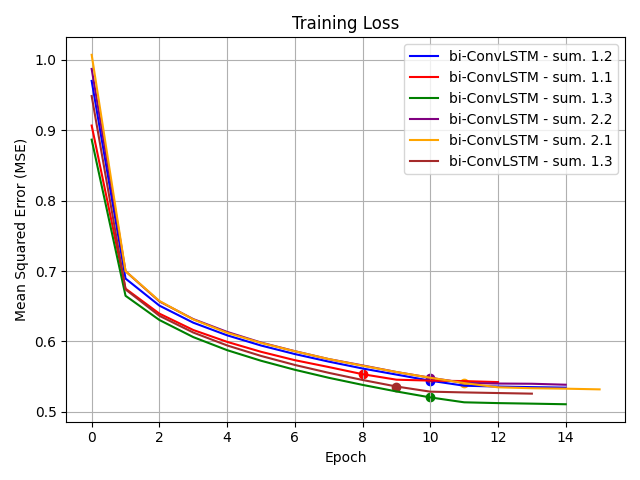 Training Loss
bi-ConvLSTM - sum. 1.2
bi-ConvLSTM - sum. 1.1
bi-ConvLSTM - sum. 1.3
bi-ConvLSTM - sum. 2.2
bi-ConvLSTM - sum. 2.1
bi-ConvLSTM - sum. 1.3
Mean Squared Error (MSE)
1.0
0.9
0.8
0.7
0.6
0.5
0 2 4 6 8 10 12 14
Epoch